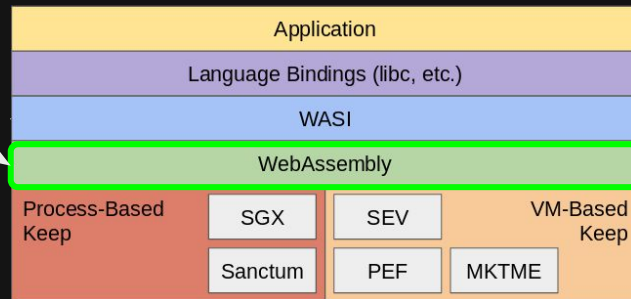 Application
Language Bindings (libc, etc.)
WASI
WebAssembly
Process-Based
Keep
SGX
Sanctum
SEV
PEF
MKTME
VM-Based
Keep